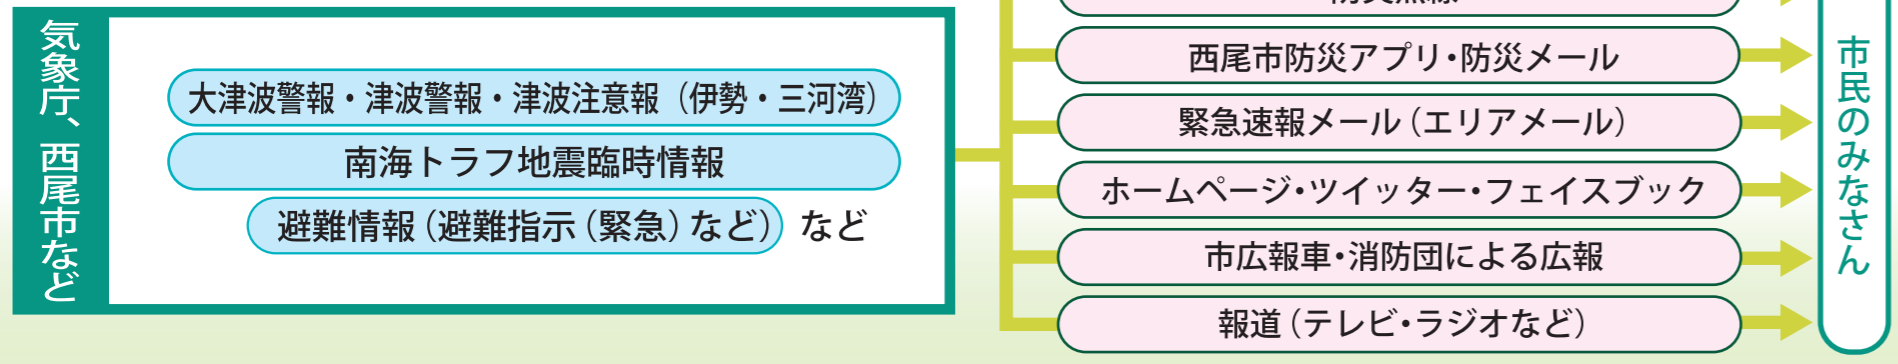 気象庁、西尾市など
大津波警報・津波警報・津波注意報（伊勢・三河湾）
南海トラフ地震臨時情報
避難情報（避難指示（緊急）など） など
西尾市防災アプリ・防災メール
緊急速報メール（エリアメール）
ホームページ・ツイッター・フェイスブック
市広報車・消防団による広報
報道（テレビ・ラジオなど）
市民のみなさん